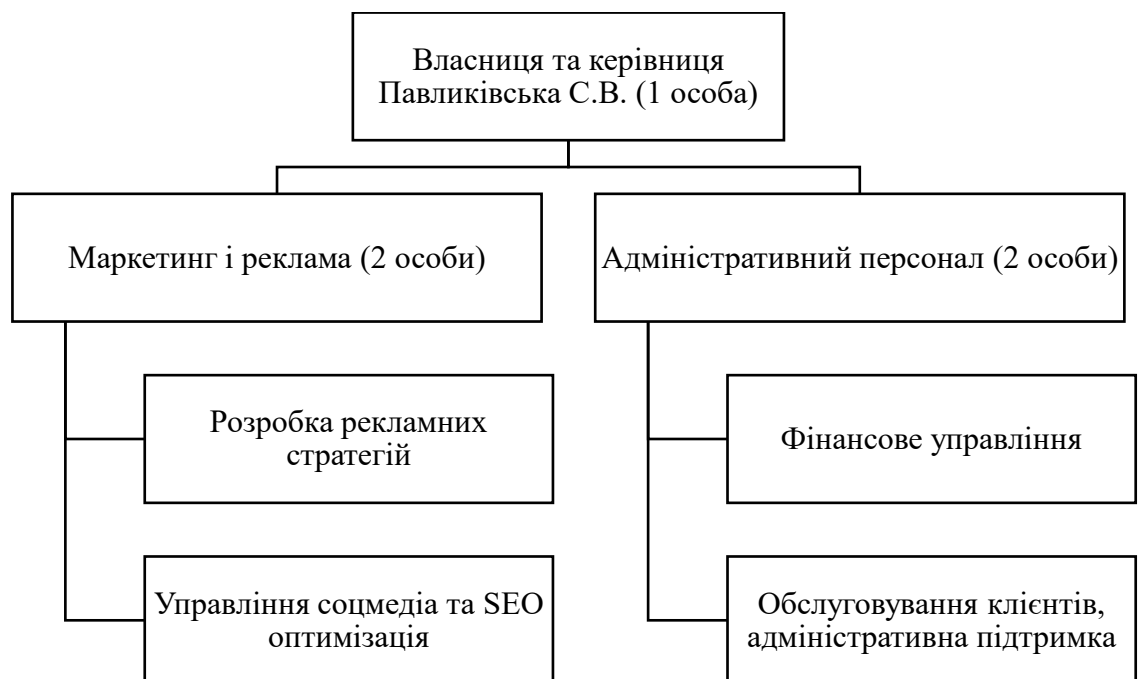 Власниця та керівниця
Павликівська С.В. (1 особа)
Маркетинг і реклама (2 особи)
Адміністративний персонал (2 особи)
Розробка рекламних
стратегій
Фінансове управління
Управління соцмедіа та SEO
оптимізація
Обслуговування клієнтів,
адміністративна підтримка